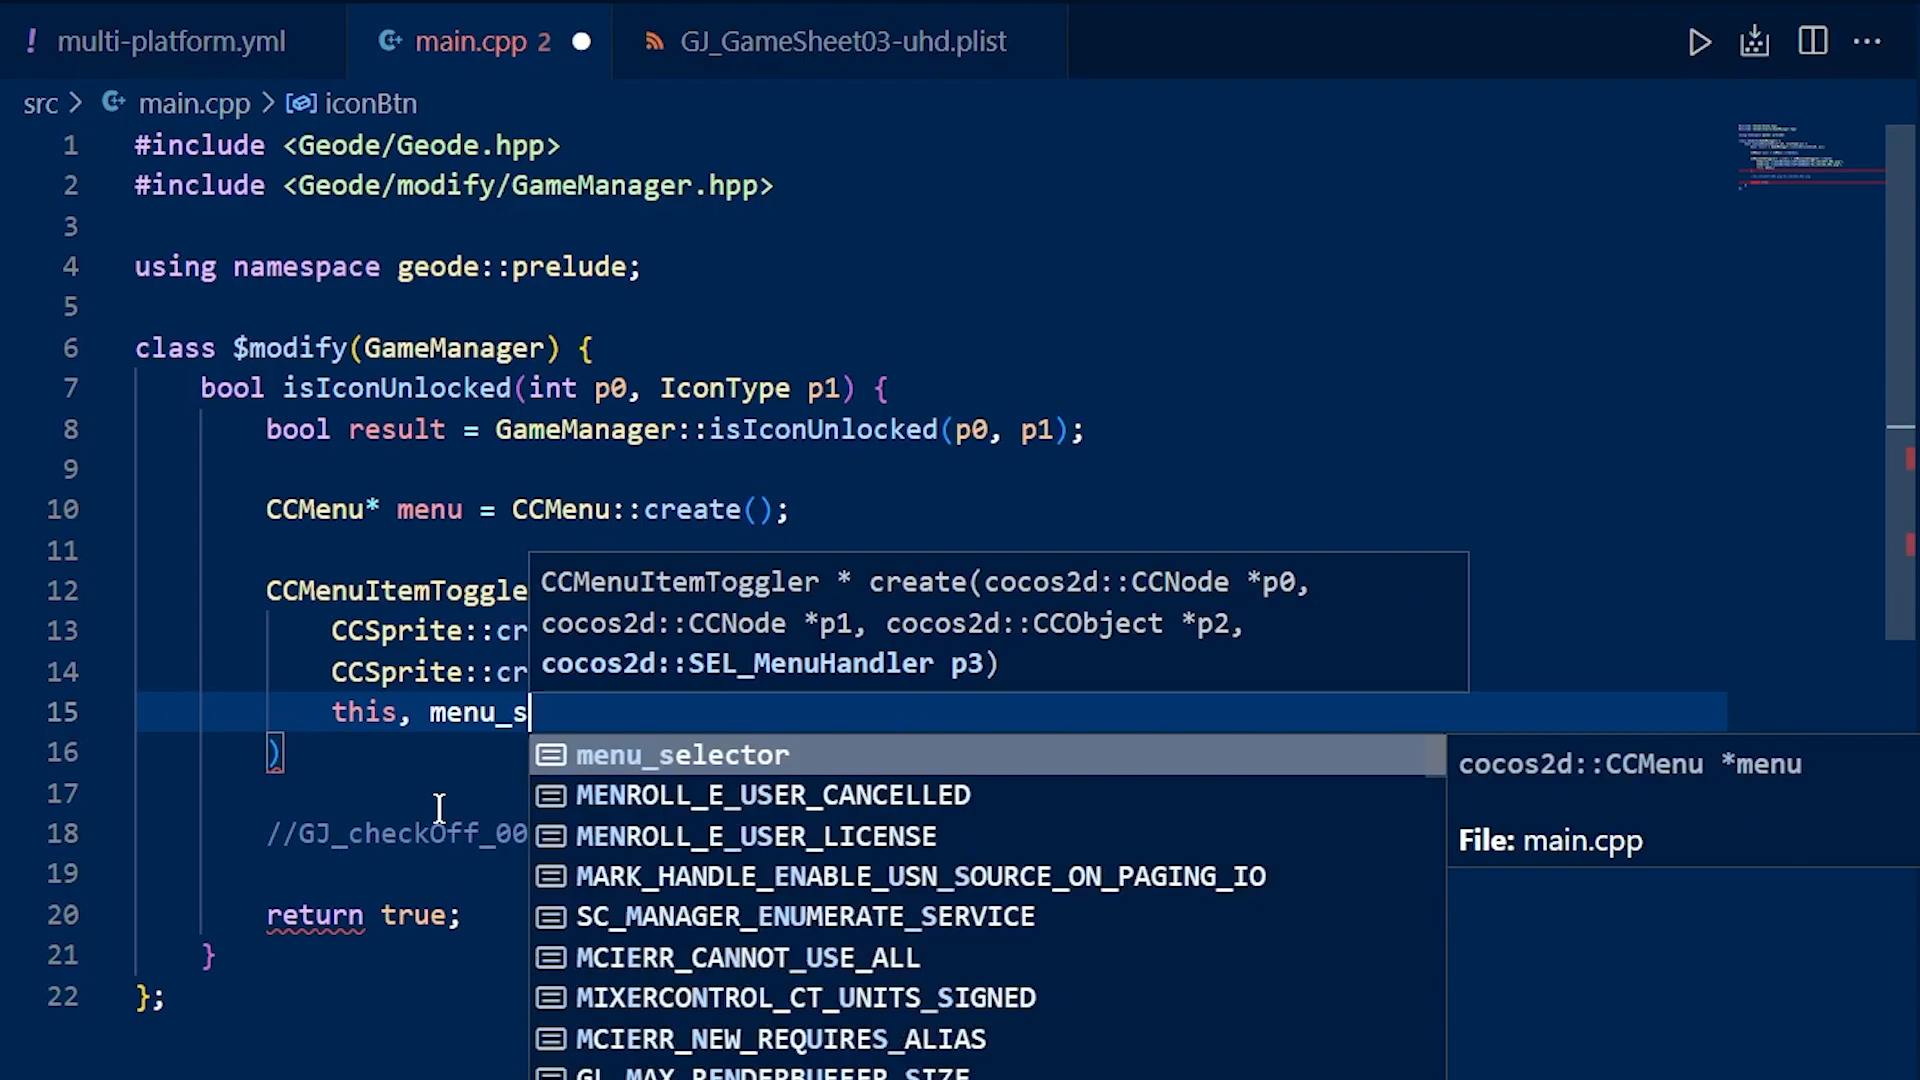 ! multi-platform.yml
main.cpp 2
GJ_GameSheet03-uhd.plist
src > main.cpp > iconBtn
1 #include <Geode/Geode.hpp>
2 #include <Geode/modify/GameManager.hpp>
3
4 using namespace geode::prelude;
5
6 class $modify(GameManager) {
7 bool isIconUnlocked(int p0, IconType p1) {
8 bool result = GameManager::isIconUnlocked(p0, p1);
9
10 CCMenu* menu = CCMenu::create();
11
12 CCMenuItemToggle
13 CCSprite::cr
14 CCSprite::cr
15 this, menu_s
16 )
17
18 //GJ_checkOff_00
19
20 return true;
21 }
22 };
CCMenuItemToggler * create(cocos2d::CCNode *p0,
cocos2d::CCNode *p1, cocos2d::CCObject *p2,
cocos2d::SEL_MenuHandler p3)
menu_selector
MENROLL_E_USER_CANCELLED
MENROLL_E_USER_LICENSE
MARK_HANDLE_ENABLE_USN_SOURCE_ON_PAGING_IO
SC_MANAGER_ENUMERATE_SERVICE
MCIERR_CANNOT_USE_ALL
MIXERCONTROL_CT_UNITS_SIGNED
MCIERR_NEW_REQUIRES_ALIAS
GL_MAX_RENDERBUFFER_SIZE
cocos2d::CCMenu *menu
File: main.cpp